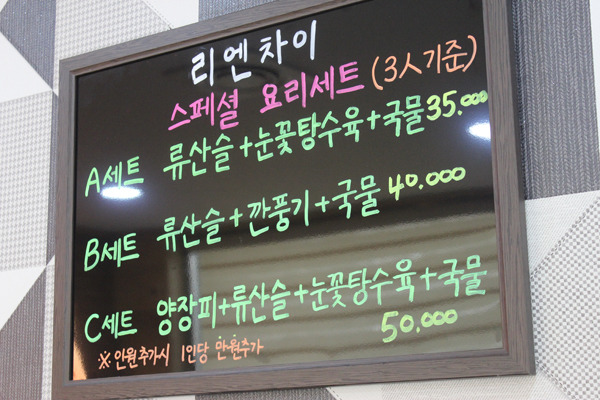 리엔차이
스페셜 요리세트 (3人기준)
A세트 류산슬+눈꽃탕수육+국물 35.000
B세트 류산슬+깐풍기+국물 40.000
C세트 양장피+류산슬+눈꽃탕수육+국물
50.000
※ 인원추가시 1인당 만원추가